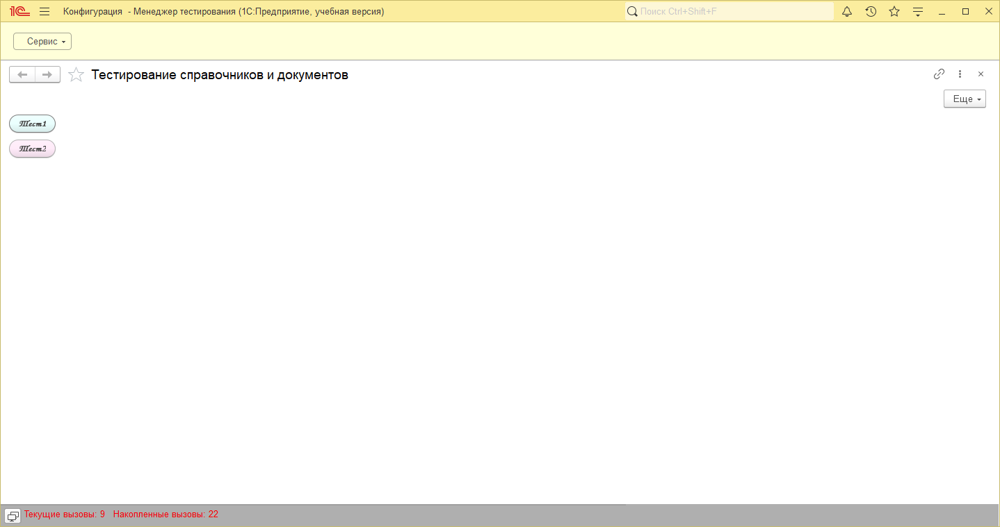 1С Конфигурация - Менеджер тестирования (1С:Предприятие, учебная версия) Поиск Ctrl+Shift+F
Сервис
Тестирование справочников и документов
Еще
Тест1
Тест2
Текущие вызовы: 9 Накопленные вызовы: 22